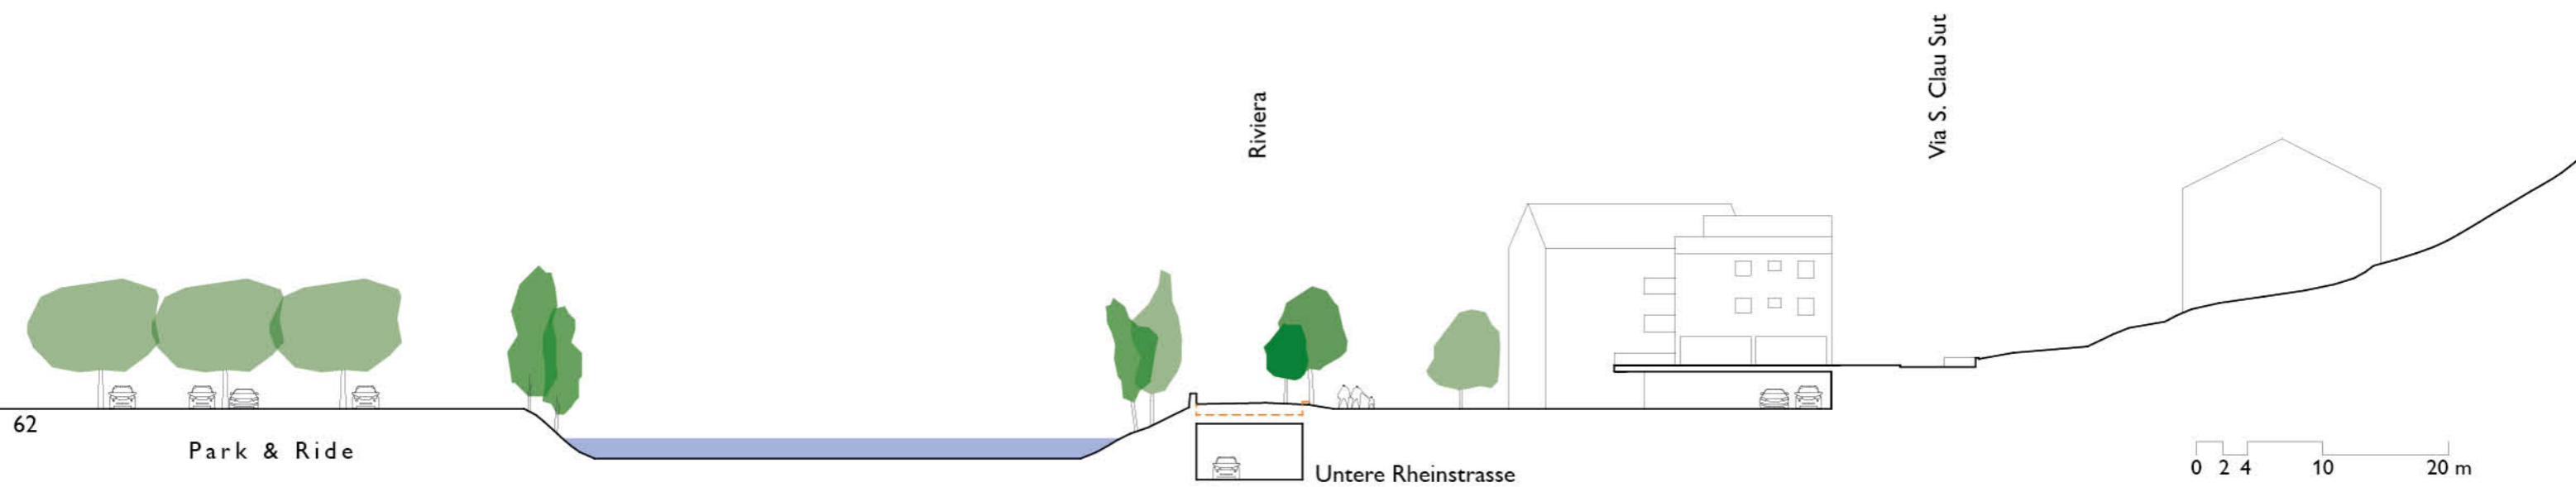 Via S. Clau Sut
Riviera
62
Park & Ride
Untere Rheinstrasse
0 2 4 10 20 m